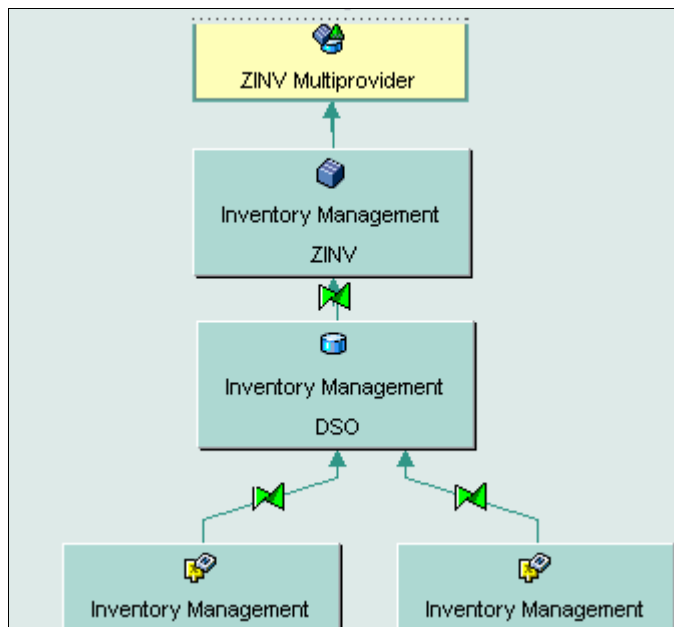 ZINV Multiprovider
Inventory Management
ZINV
Inventory Management
DSO
Inventory Management
Inventory Management